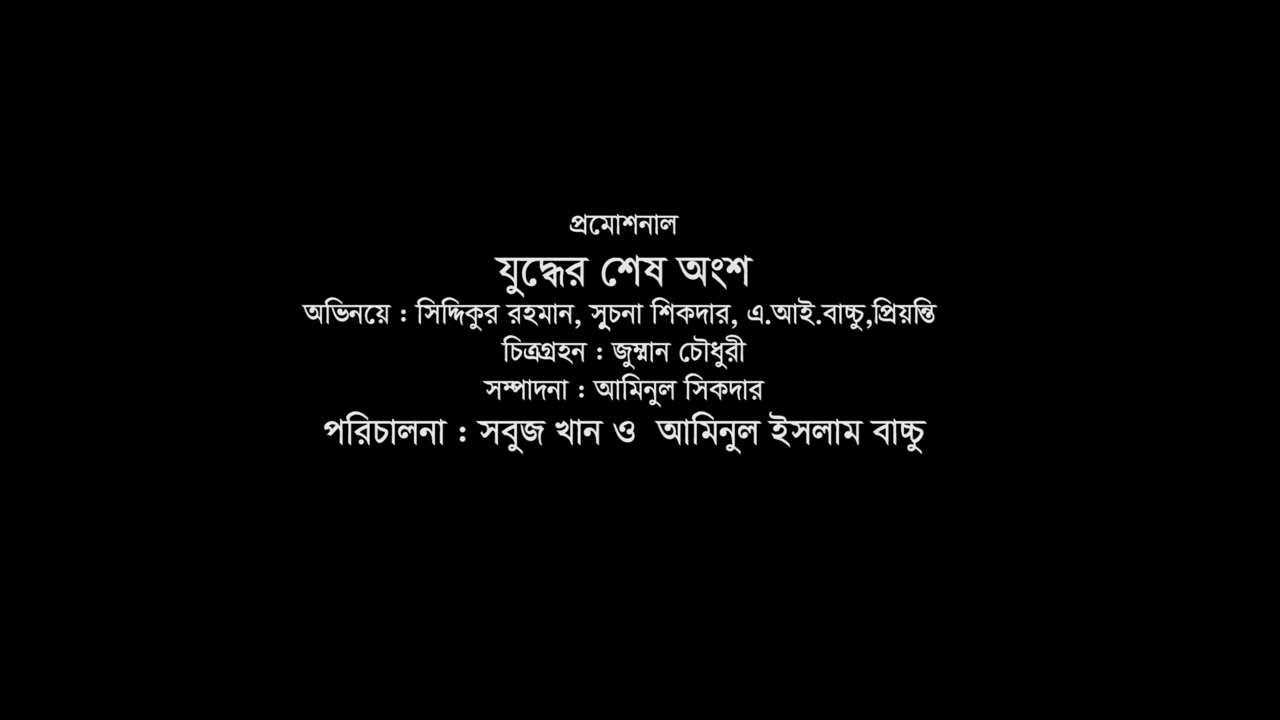 প্রমোশনাল
যুদ্ধের শেষ অংশ
অভিনয়ে : সিদ্দিকুর রহমান, সুচনা শিকদার, এ.আই.বাচ্চু,প্রিয়ন্তি
চিত্রগ্রহন : জুম্মান চৌধুরী
সম্পাদনা : আমিনুল সিকদার
পরিচালনা : সবুজ খান ও আমিনুল ইসলাম বাচ্চু